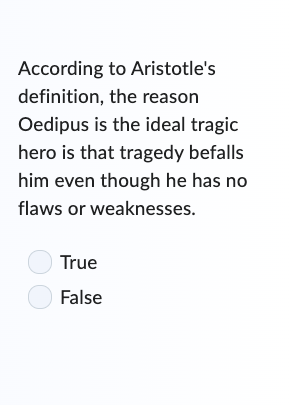 According to Aristotle's
definition, the reason
Oedipus is the ideal tragic
hero is that tragedy befalls
him even though he has no
flaws or weaknesses.
True
False